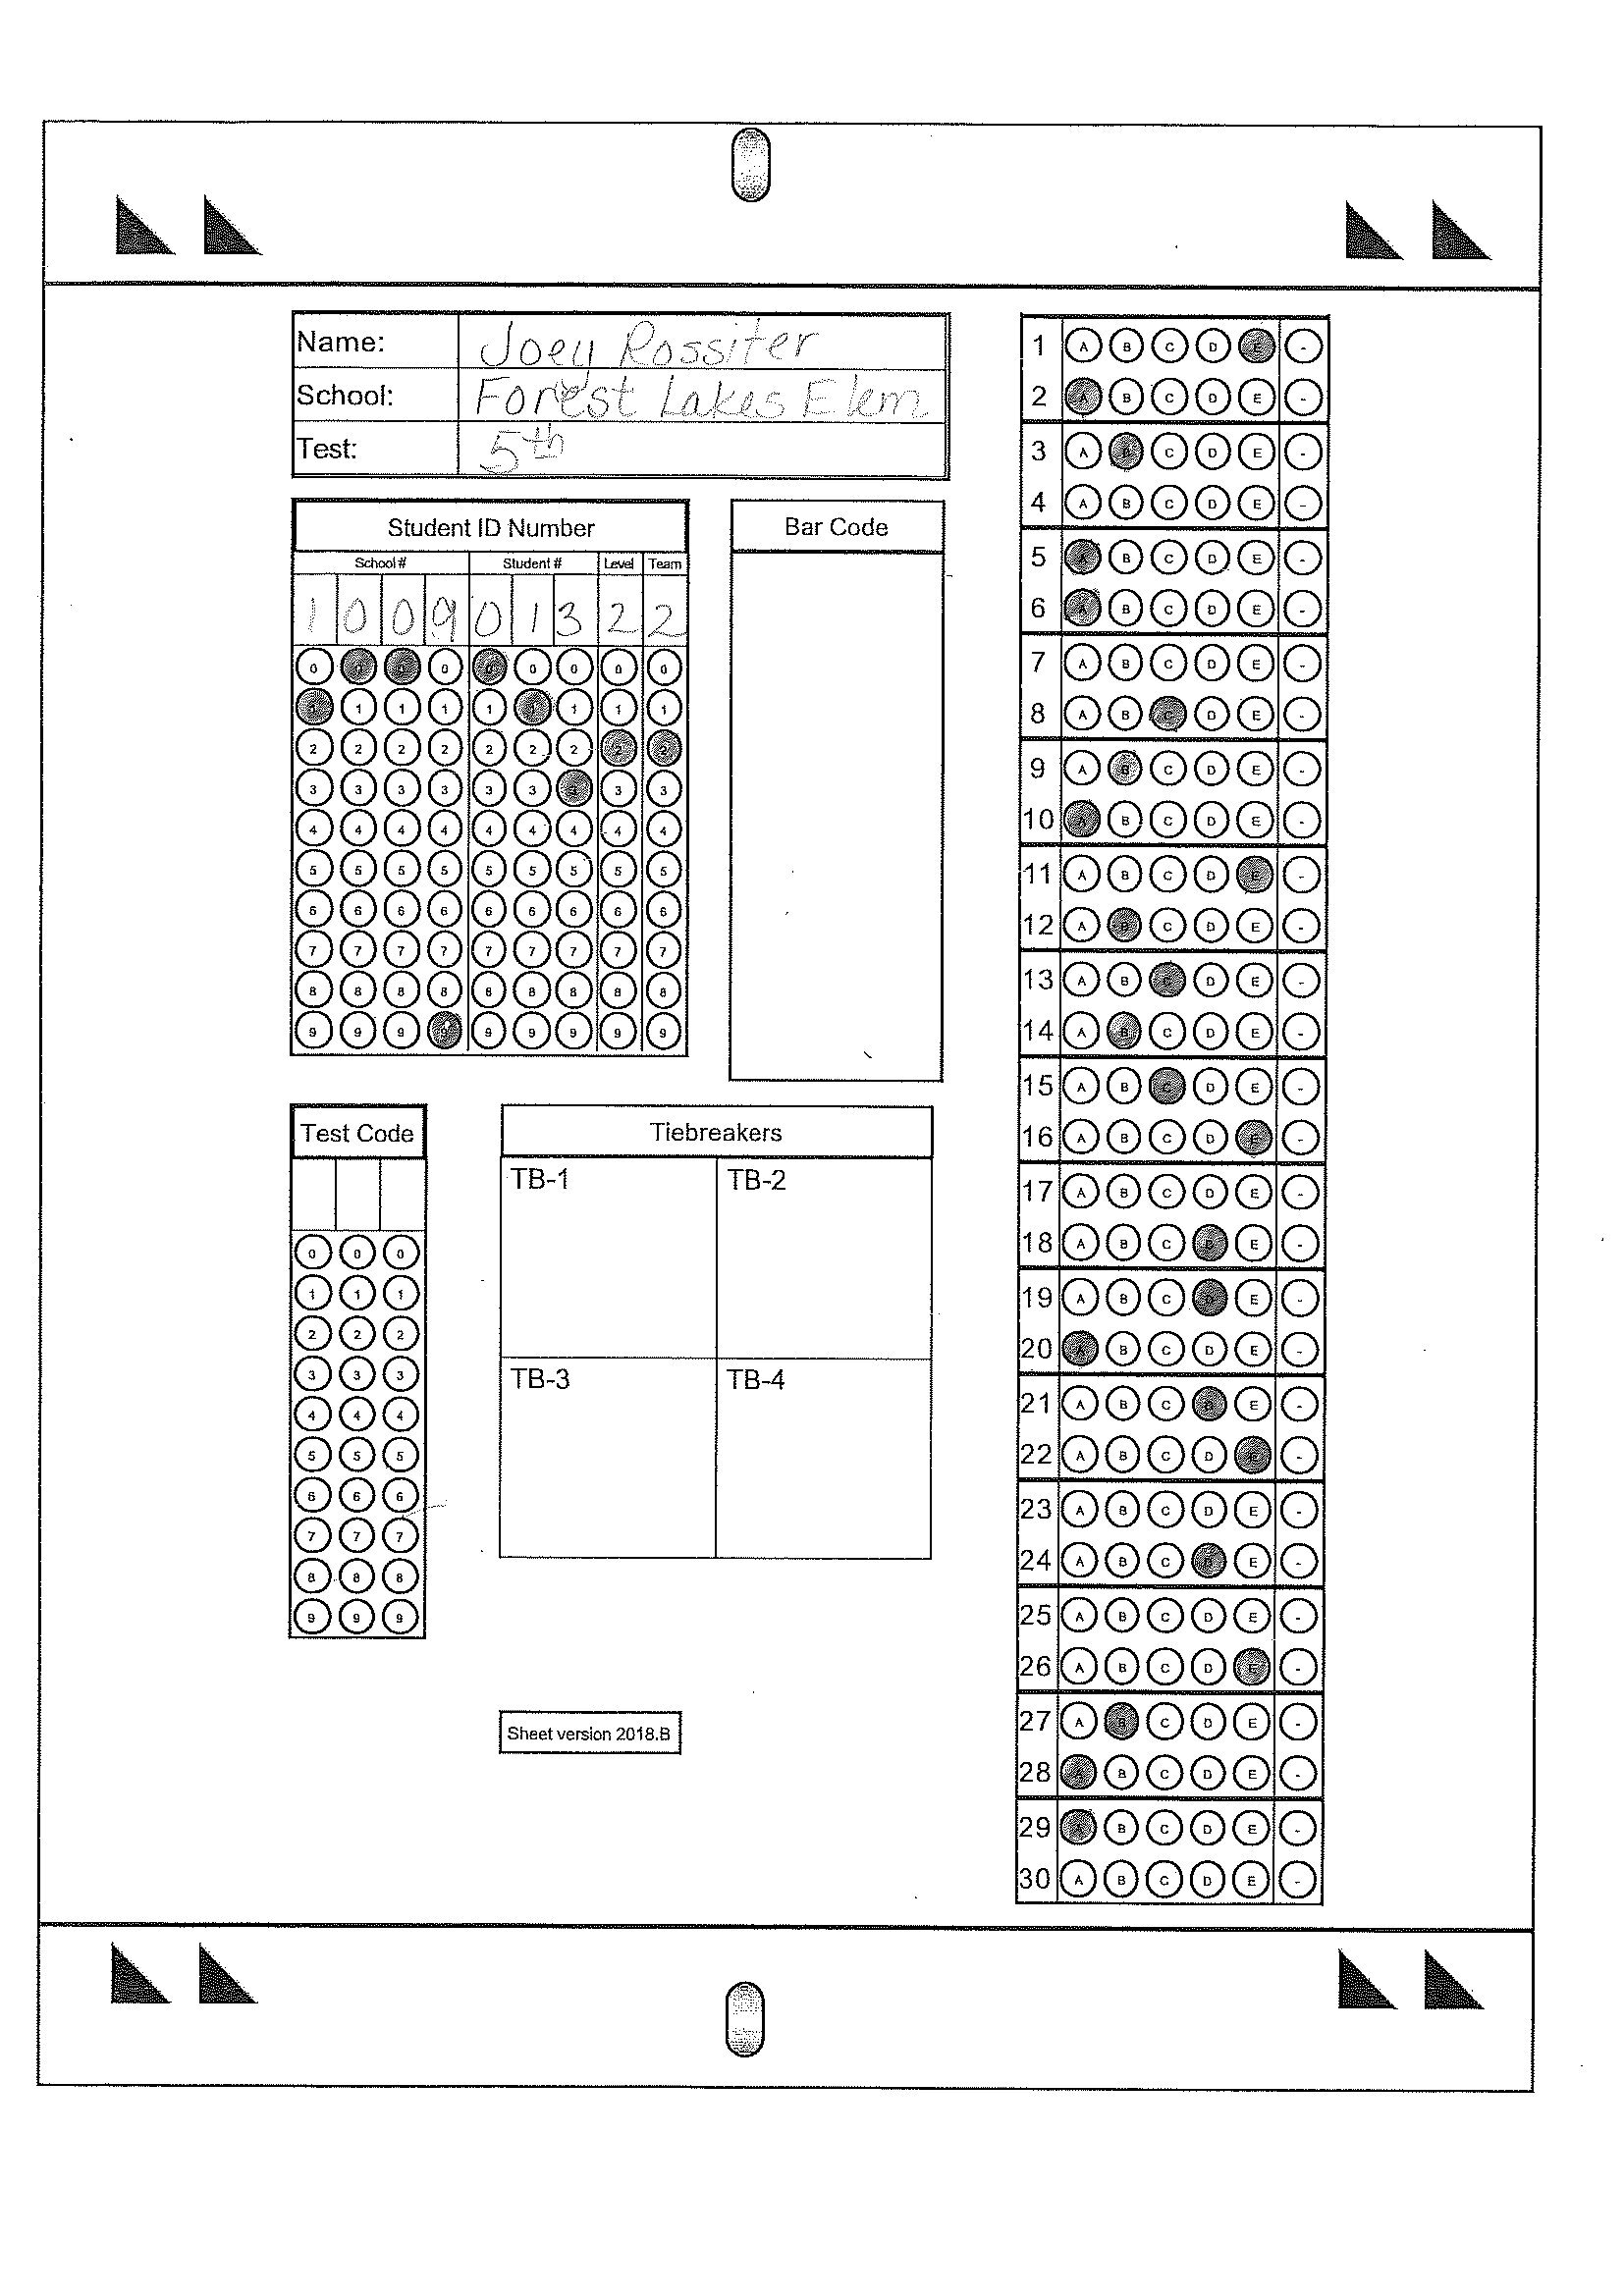 Name: Joey Rossiter
School: Forest Lakes Elem
Test: 5th
Student ID Number
School # Student # Level Team
1 0 0 9 0 1 3 2 2
0 0 0 0 0 0 0 0 0
1 1 1 1 1 1 1 1 1
2 2 2 2 2 2 2 2 2
3 3 3 3 3 3 3 3 3
4 4 4 4 4 4 4 4 4
5 5 5 5 5 5 5 5 5
6 6 6 6 6 6 6 6 6
7 7 7 7 7 7 7 7 7
8 8 8 8 8 8 8 8 8
9 9 9 9 9 9 9 9 9
Bar Code
Test Code
0 0 0
1 1 1
2 2 2
3 3 3
4 4 4
5 5 5
6 6 6
7 7 7
8 8 8
9 9 9
Tiebreakers
TB-1 TB-2
TB-3 TB-4
Sheet version 2018.B
1 A B C D E -
2 A B C D E -
3 A B C D E -
4 A B C D E -
5 A B C D E -
6 A B C D E -
7 A B C D E -
8 A B C D E -
9 A B C D E -
10 A B C D E -
11 A B C D E -
12 A B C D E -
13 A B C D E -
14 A B C D E -
15 A B C D E -
16 A B C D E -
17 A B C D E -
18 A B C D E -
19 A B C D E -
20 A B C D E -
21 A B C D E -
22 A B C D E -
23 A B C D E -
24 A B C D E -
25 A B C D E -
26 A B C D E -
27 A B C D E -
28 A B C D E -
29 A B C D E -
30 A B C D E -